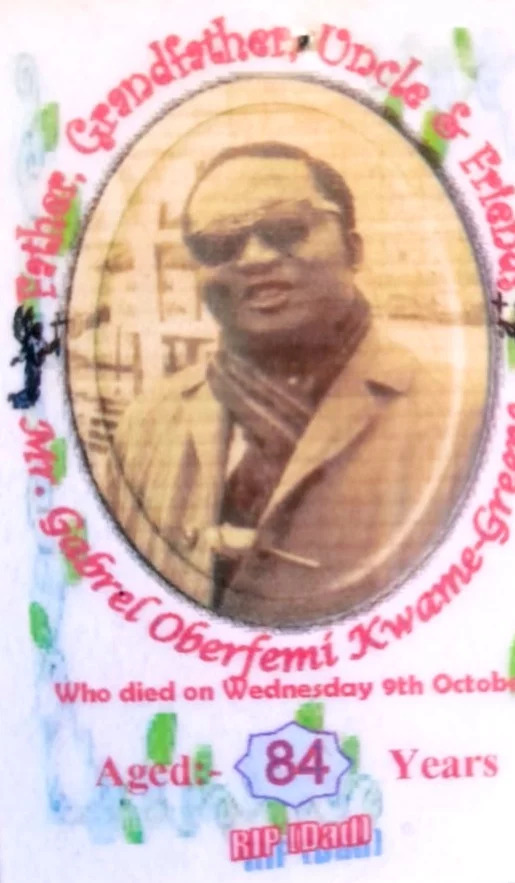 Father, Grandfather, Uncle & Friend
Mr. Gabrel Oberfemi Kwame-Greene
Who died on Wednesday 9th Octob
Aged:- 84 Years
RIP (Dad)